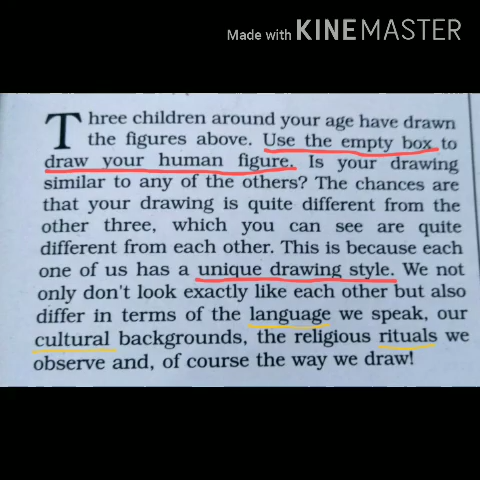 Made with KINEMASTER
Three children around your age have drawn
the figures above. Use the empty box to
draw your human figure. Is your drawing
similar to any of the others? The chances are
that your drawing is quite different from the
other three, which you can see are quite
different from each other. This is because each
one of us has a unique drawing style. We not
only don't look exactly like each other but also
differ in terms of the language we speak, our
cultural backgrounds, the religious rituals we
observe and, of course the way we draw!